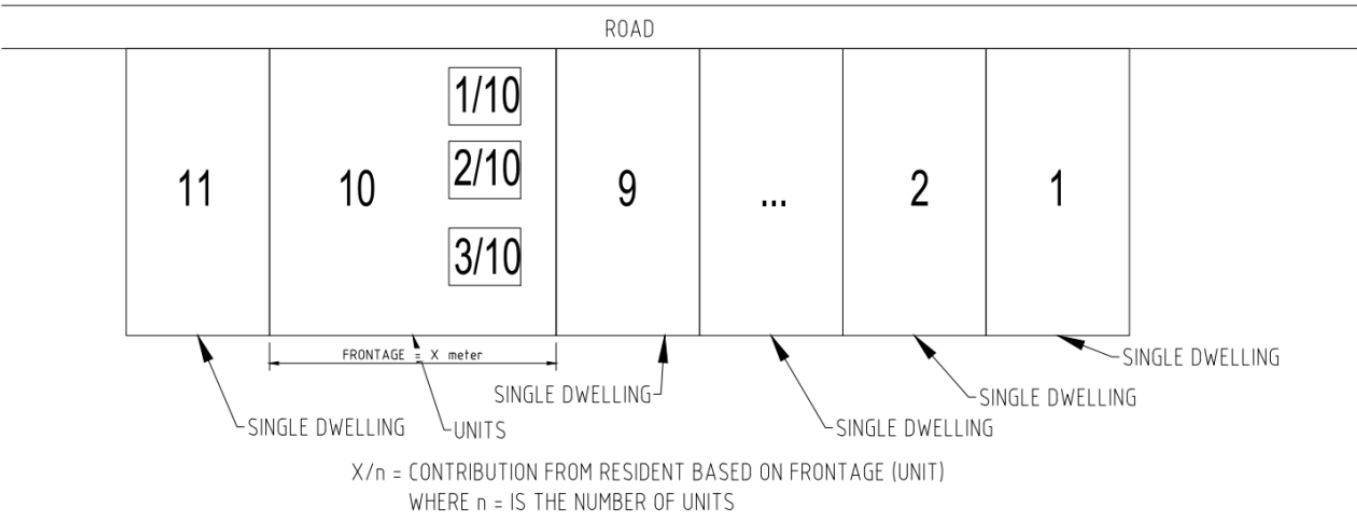 ROAD
1/10
2/10
3/10
11
10
9
...
2
1
FRONTAGE = X meter
SINGLE DWELLING
SINGLE DWELLING
SINGLE DWELLING
SINGLE DWELLING
UNITS
SINGLE DWELLING
X/n = CONTRIBUTION FROM RESIDENT BASED ON FRONTAGE (UNIT)
WHERE n = IS THE NUMBER OF UNITS